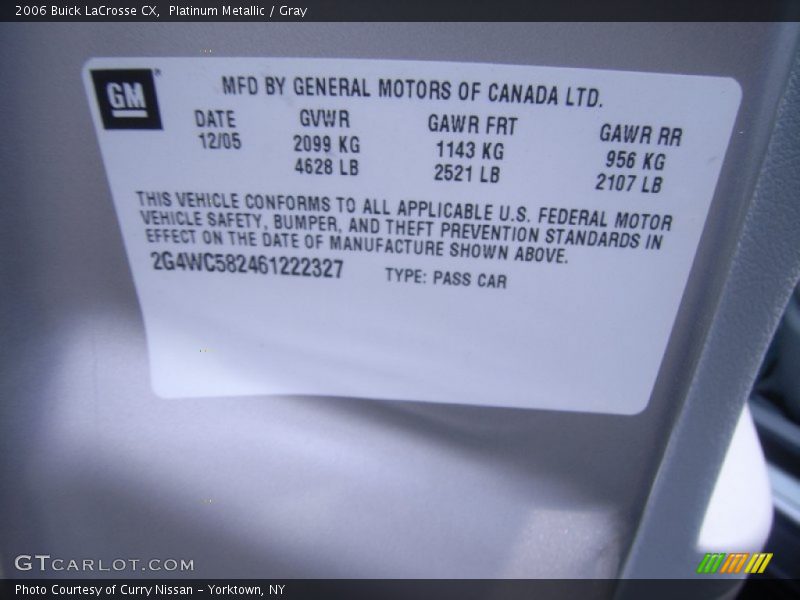 2006 Buick LaCrosse CX,  Platinum Metallic / Gray
GM
MFD BY GENERAL MOTORS OF CANADA LTD.
DATE GVWR GAWR FRT GAWR RR
12/05 2099 KG 1143 KG 956 KG
4628 LB 2521 LB 2107 LB
THIS VEHICLE CONFORMS TO ALL APPLICABLE U.S. FEDERAL MOTOR
VEHICLE SAFETY, BUMPER, AND THEFT PREVENTION STANDARDS IN
EFFECT ON THE DATE OF MANUFACTURE SHOWN ABOVE.
2G4WC582461222327 TYPE: PASS CAR
GTCARLOT.COM
Photo Courtesy of Curry Nissan - Yorktown, NY